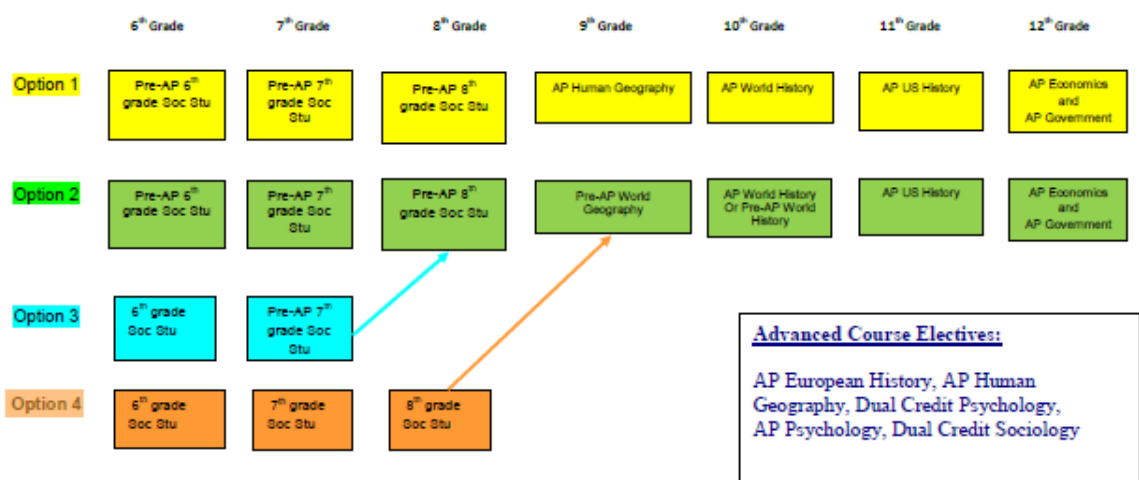 6th Grade 7th Grade 8th Grade 9th Grade 10th Grade 11th Grade 12th Grade
Option 1
Pre-AP 6th
grade Soc Stu
Pre-AP 7th
grade Soc
Stu
Pre-AP 8th
grade Soc Stu
AP Human Geography
AP World History
AP US History
AP Economics
and
AP Government
Option 2
Pre-AP 6th
grade Soc Stu
Pre-AP 7th
grade Soc
Stu
Pre-AP 8th
grade Soc Stu
Pre-AP World
Geography
AP World History
Or Pre-AP World
History
AP US History
AP Economics
and
AP Government
Option 3
6th grade
Soc Stu
Pre-AP 7th
grade Soc
Stu
Option 4
6th grade
Soc Stu
7th grade
Soc Stu
8th grade
Soc Stu
Advanced Course Electives:
AP European History, AP Human
Geography, Dual Credit Psychology,
AP Psychology, Dual Credit Sociology